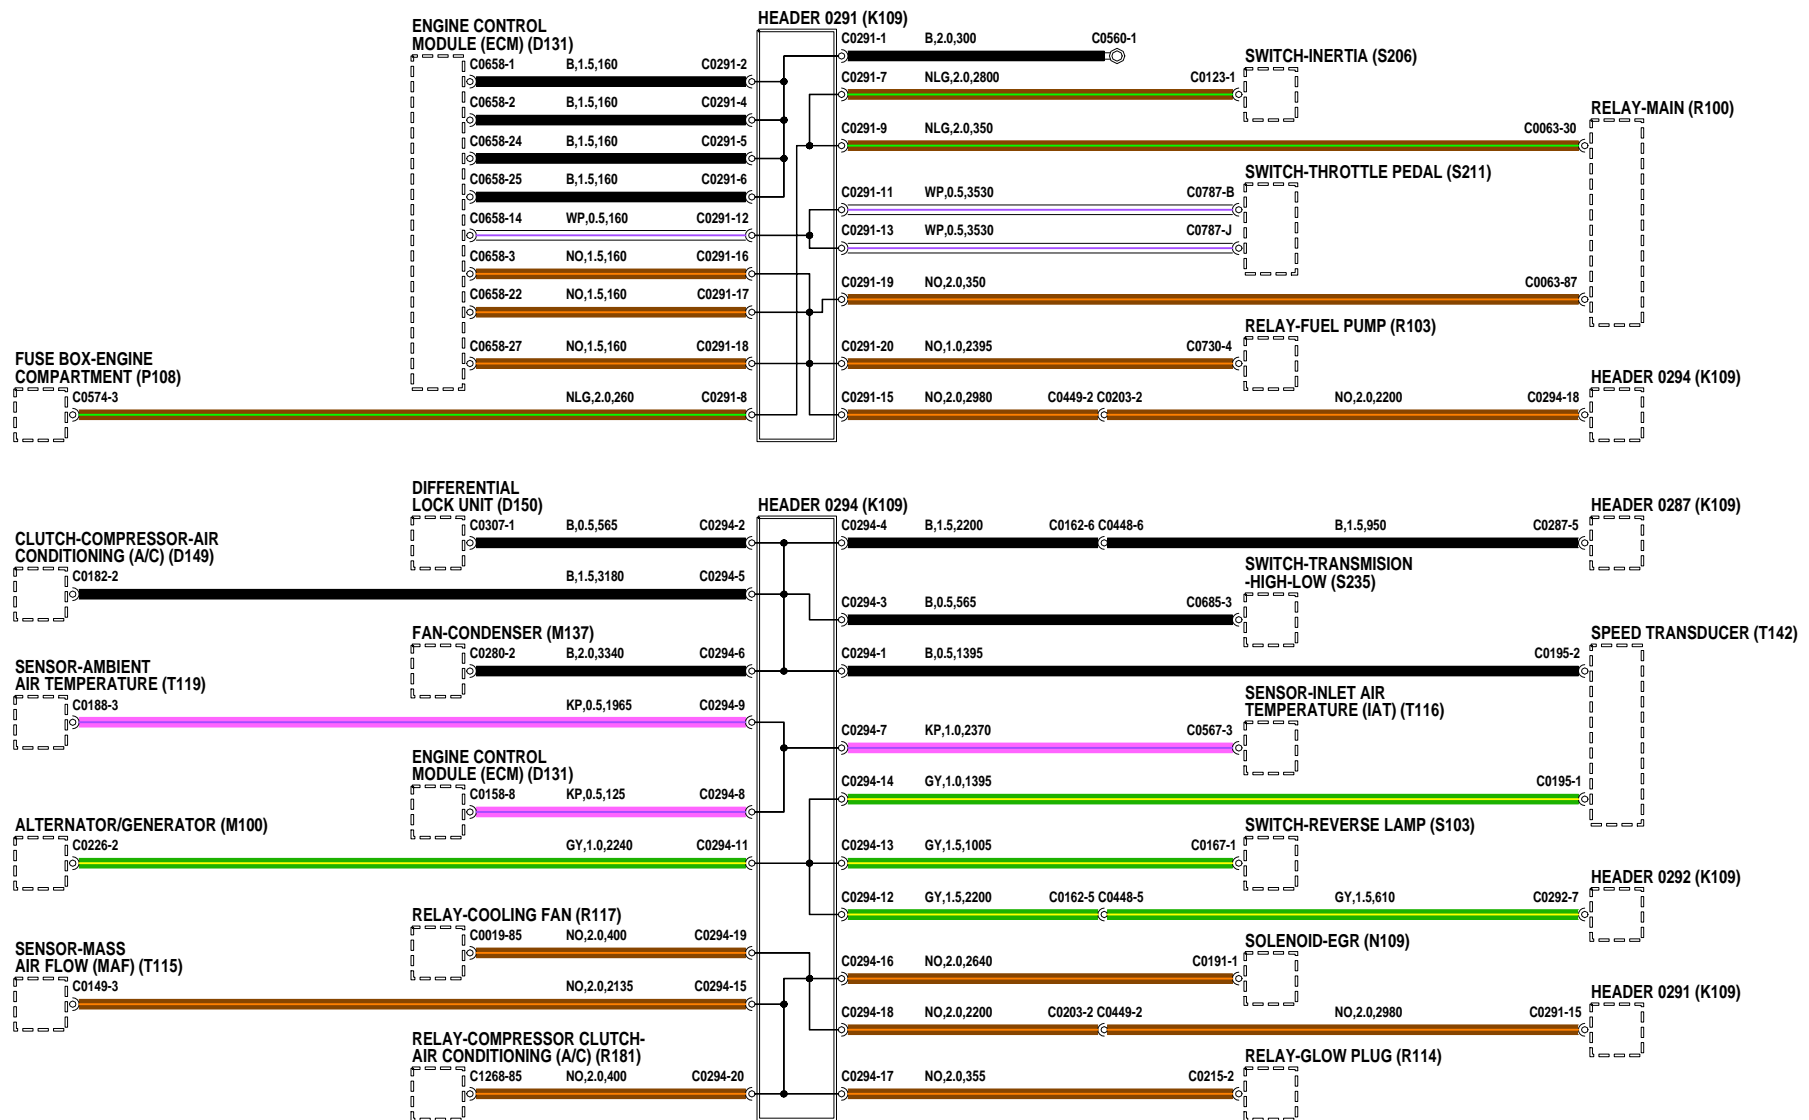 HEADER 0291 (K109)
ENGINE CONTROL
MODULE (ECM) (D131)
C0658-1 B,1.5,160 C0291-2
C0658-2 B,1.5,160 C0291-4
C0658-24 B,1.5,160 C0291-5
C0658-25 B,1.5,160 C0291-6
C0658-14 WP,0.5,160 C0291-12
C0658-3 NO,1.5,160 C0291-16
C0658-22 NO,1.5,160 C0291-17
C0658-27 NO,1.5,160 C0291-18
FUSE BOX-ENGINE
COMPARTMENT (P108)
C0574-3 NLG,2.0,260 C0291-8
C0291-1 B,2.0,300 C0560-1
SWITCH-INERTIA (S206)
C0291-7 NLG,2.0,2800 C0123-1
RELAY-MAIN (R100)
C0291-9 NLG,2.0,350 C0063-30
SWITCH-THROTTLE PEDAL (S211)
C0291-11 WP,0.5,3530 C0787-B
C0291-13 WP,0.5,3530 C0787-J
C0291-19 NO,2.0,350 C0063-87
RELAY-FUEL PUMP (R103)
C0291-20 NO,1.0,2395 C0730-4
HEADER 0294 (K109)
C0291-15 NO,2.0,2980 C0449-2 C0203-2 NO,2.0,2200 C0294-18
HEADER 0294 (K109)
DIFFERENTIAL
LOCK UNIT (D150)
C0307-1 B,0.5,565 C0294-2
CLUTCH-COMPRESSOR-AIR
CONDITIONING (A/C) (D149)
C0182-2 B,1.5,3180 C0294-5
FAN-CONDENSER (M137)
C0280-2 B,2.0,3340 C0294-6
SENSOR-AMBIENT
AIR TEMPERATURE (T119)
C0188-3 KP,0.5,1965 C0294-9
ENGINE CONTROL
MODULE (ECM) (D131)
C0158-8 KP,0.5,125 C0294-8
ALTERNATOR/GENERATOR (M100)
C0226-2 GY,1.0,2240 C0294-11
RELAY-COOLING FAN (R117)
C0019-85 NO,2.0,400 C0294-19
SENSOR-MASS
AIR FLOW (MAF) (T115)
C0149-3 NO,2.0,2135 C0294-15
RELAY-COMPRESSOR CLUTCH-
AIR CONDITIONING (A/C) (R181)
C1268-85 NO,2.0,400 C0294-20
HEADER 0287 (K109)
C0294-4 B,1.5,2200 C0162-6 C0448-6 B,1.5,950 C0287-5
SWITCH-TRANSMISION
-HIGH-LOW (S235)
C0294-3 B,0.5,565 C0685-3
SPEED TRANSDUCER (T142)
C0294-1 B,0.5,1395 C0195-2
SENSOR-INLET AIR
TEMPERATURE (IAT) (T116)
C0294-7 KP,1.0,2370 C0567-3
C0294-14 GY,1.0,1395 C0195-1
SWITCH-REVERSE LAMP (S103)
C0294-13 GY,1.5,1005 C0167-1
HEADER 0292 (K109)
C0294-12 GY,1.5,2200 C0162-5 C0448-5 GY,1.5,610 C0292-7
SOLENOID-EGR (N109)
C0294-16 NO,2.0,2640 C0191-1
HEADER 0291 (K109)
C0294-18 NO,2.0,2200 C0203-2 C0449-2 NO,2.0,2980 C0291-15
RELAY-GLOW PLUG (R114)
C0294-17 NO,2.0,355 C0215-2